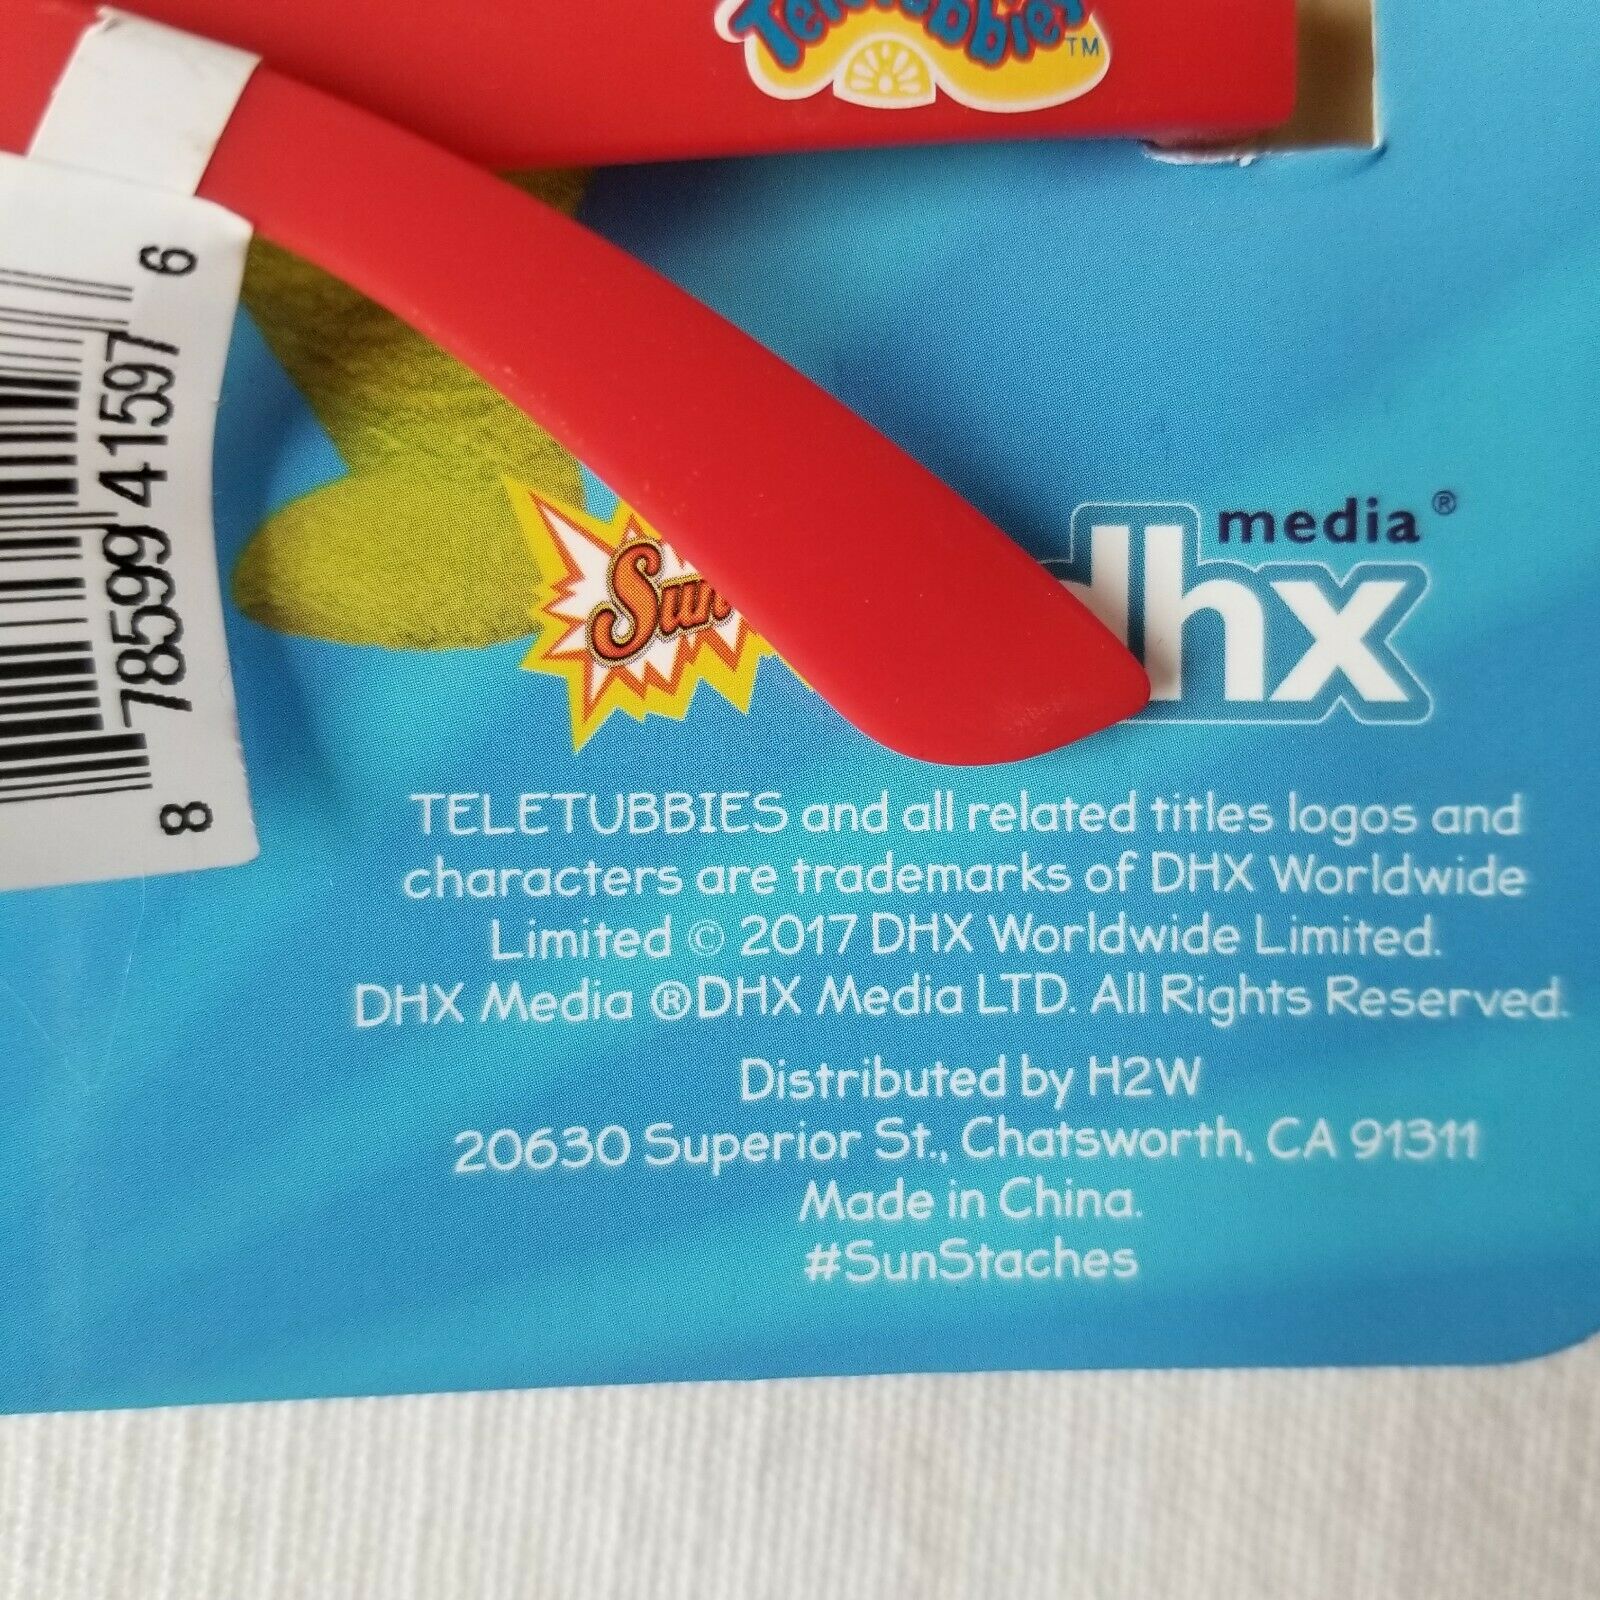 Teletubbies™
8 78599 41597 6
Sun
media®
dhx
TELETUBBIES and all related titles logos and
characters are trademarks of DHX Worldwide
Limited © 2017 DHX Worldwide Limited.
DHX Media ®DHX Media LTD. All Rights Reserved.
Distributed by H2W
20630 Superior St., Chatsworth, CA 91311
Made in China.
#SunStaches